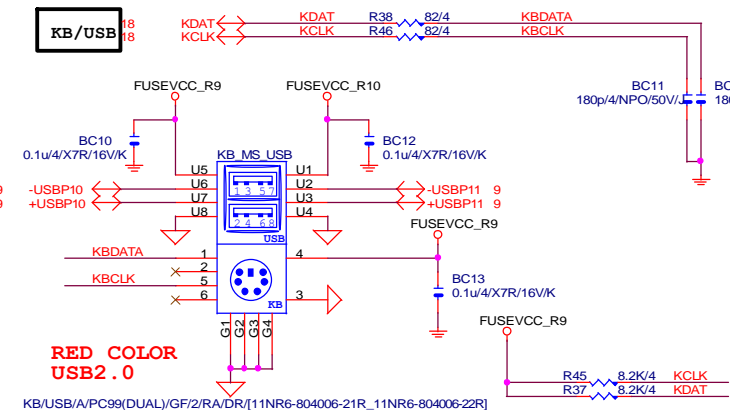 KB/USB
18 KDAT KDAT R38 82/4 KBDATA
18 KCLK KCLK R46 82/4 KBCLK
BC11
180p/4/NPO/50V/J
FUSEVCC_R9
FUSEVCC_R10
BC10
0.1u/4/X7R/16V/K
BC12
0.1u/4/X7R/16V/K
KB_MS_USB
U5 U1
9 -USBP10 U6 1 3 5 7 U2 -USBP11 9
9 +USBP10 U7 U3 +USBP11 9
U8 2 4 6 8 U4
USB
FUSEVCC_R9
KBDATA 1 4
2
KBCLK 5
6 3
KB
BC13
0.1u/4/X7R/16V/K
G1 G2 G3 G4
FUSEVCC_R9
RED COLOR
USB2.0
R45 8.2K/4 KCLK
R37 8.2K/4 KDAT
KB/USB/A/PC99(DUAL)/GF/2/RA/DR/[11NR6-804006-21R_11NR6-804006-22R]